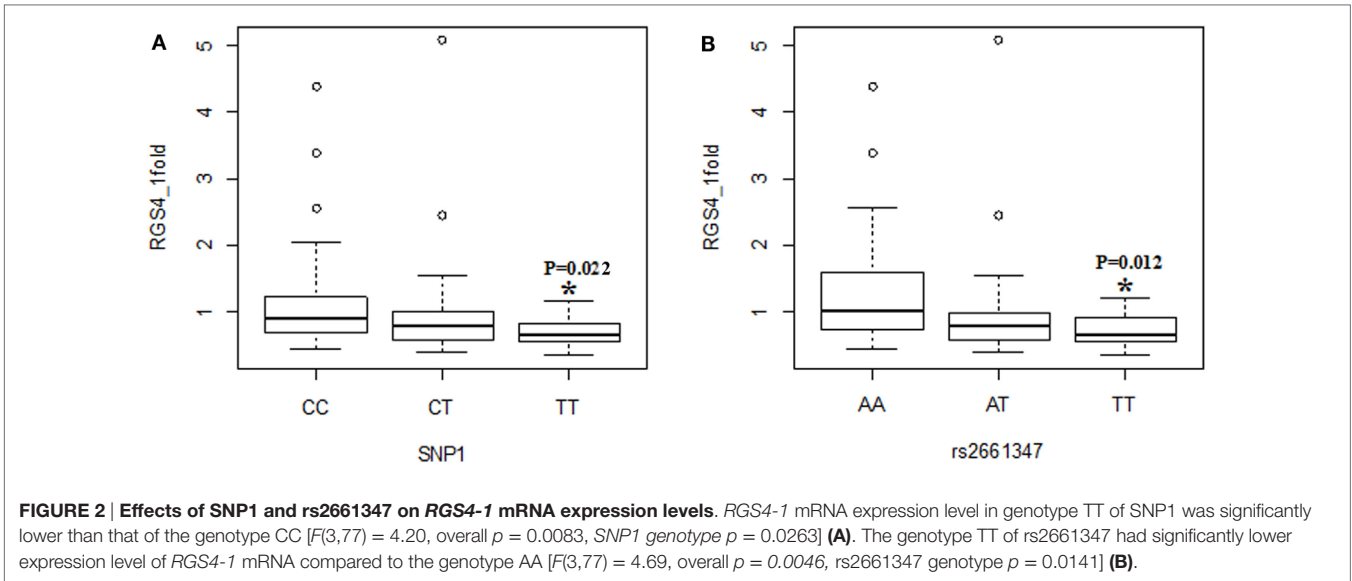 A
RGS4_1fold
5
4
3
2
1
P=0.022
*
CC
CT
TT
SNP1
B
RGS4_1fold
5
4
3
2
1
P=0.012
*
AA
AT
TT
rs2661347
FIGURE 2 | Effects of SNP1 and rs2661347 on RGS4-1 mRNA expression levels. RGS4-1 mRNA expression level in genotype TT of SNP1 was significantly
lower than that of the genotype CC [F(3,77) = 4.20, overall p = 0.0083, SNP1 genotype p = 0.0263] (A). The genotype TT of rs2661347 had significantly lower
expression level of RGS4-1 mRNA compared to the genotype AA [F(3,77) = 4.69, overall p = 0.0046, rs2661347 genotype p = 0.0141] (B).